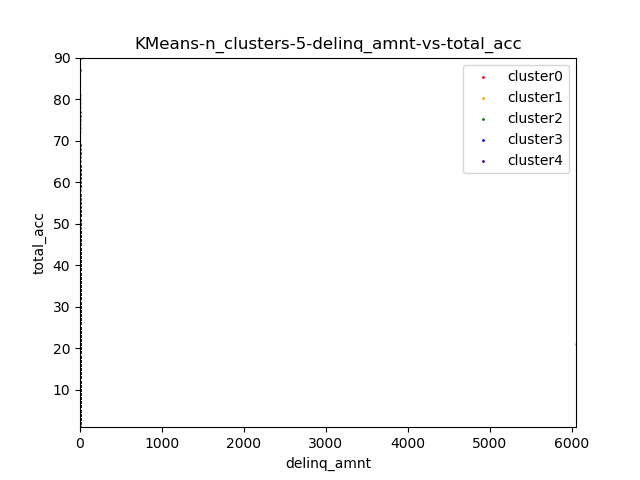 KMeans-n_clusters-5-delinq_amnt-vs-total_acc
90
80
70
60
50
40
30
20
10
total_acc
cluster0
cluster1
cluster2
cluster3
cluster4
0 1000 2000 3000 4000 5000 6000
delinq_amnt